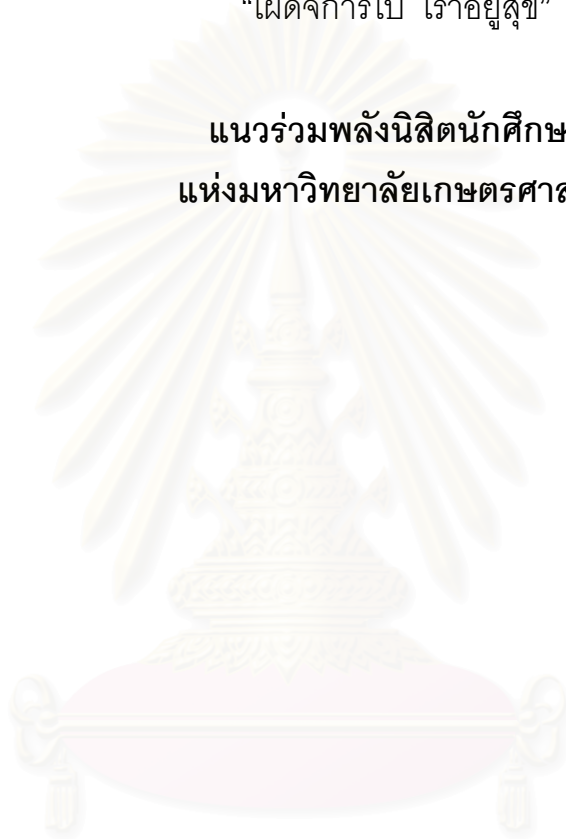 “เผด็จการไป เราอยู่สุข”
แนวร่วมพลังนิสิตนักศึกษ
แห่งมหาวิทยาลัยเกษตรศาส